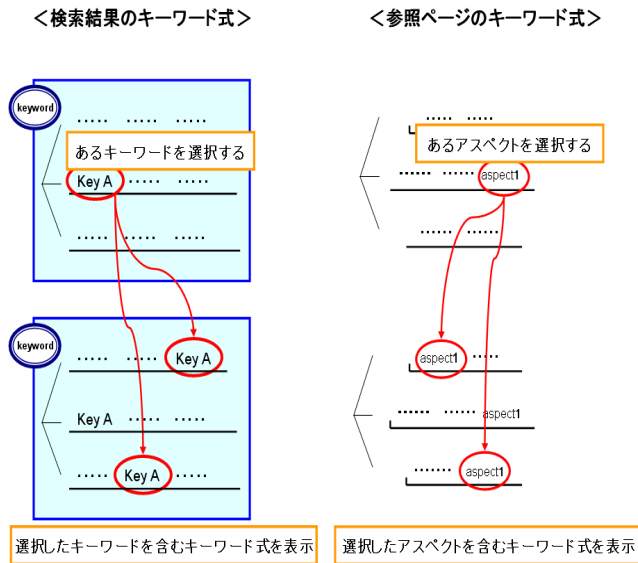 ＜検索結果のキーワード式＞
＜参照ページのキーワード式＞
keyword
····· ····· ·····
あるキーワードを選択する
Key A ····· ·····
····· ····· ·····
····· ······
あるアスペクトを選択する
······ ······ aspect1
······ ······
keyword
····· ····· Key A
Key A ····· ·····
····· Key A ·····
aspect1 ·····
······ ······ aspect1
······· aspect1
選択したキーワードを含むキーワード式を表示
選択したアスペクトを含むキーワード式を表示